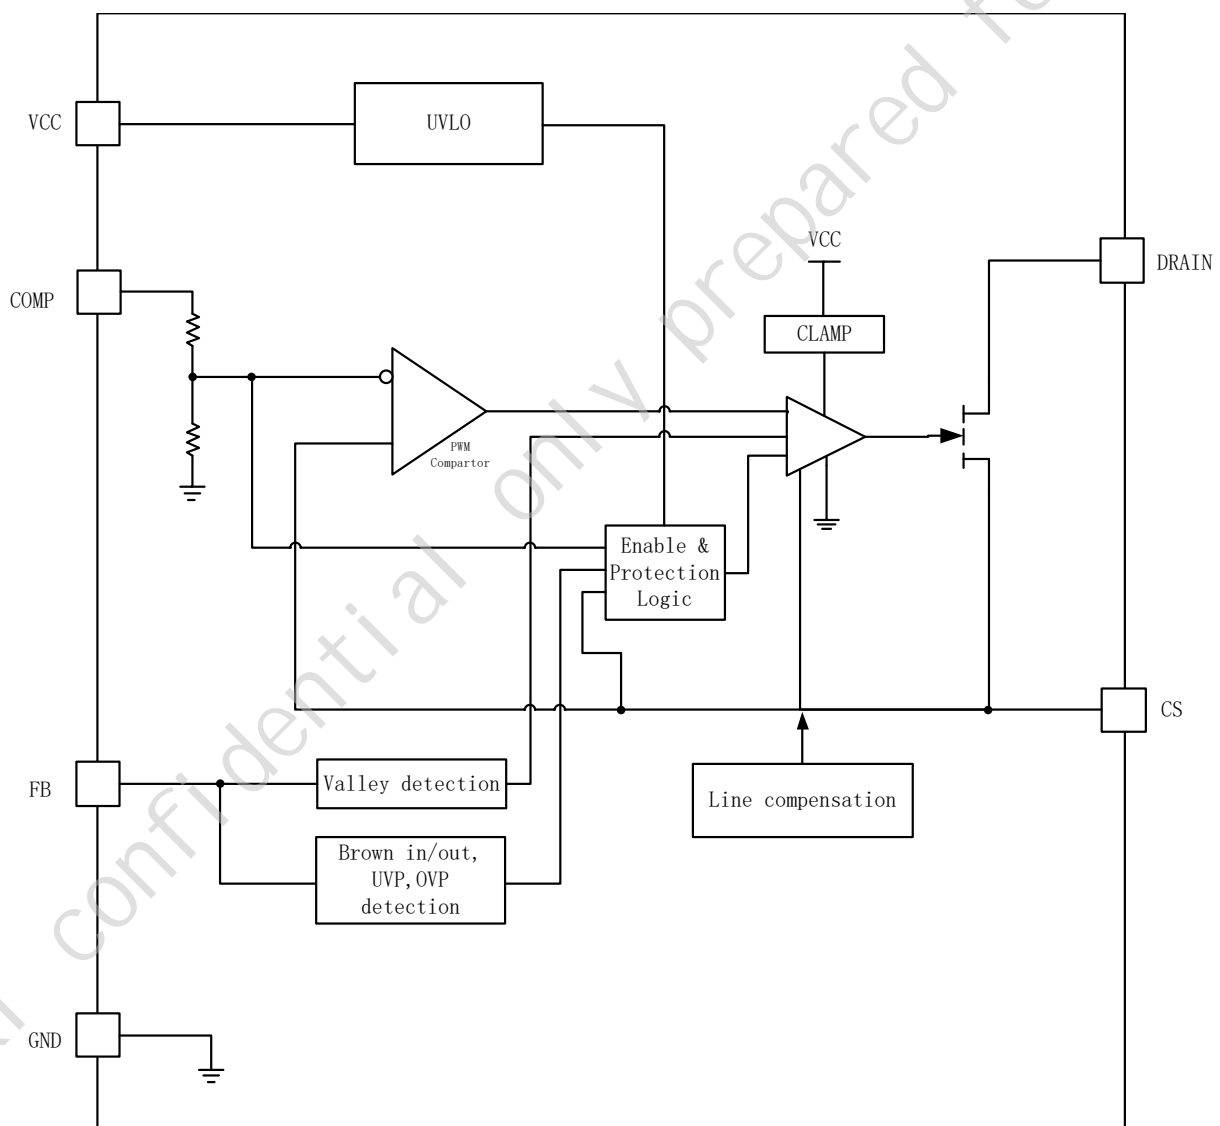 VCC
UVLO
COMP
VCC
DRAIN
CLAMP
PWM
Compartor
Enable &
Protection
Logic
CS
FB
Valley detection
Line compensation
Brown in/out,
UVP,OVP
detection
GND
confidential only prepared